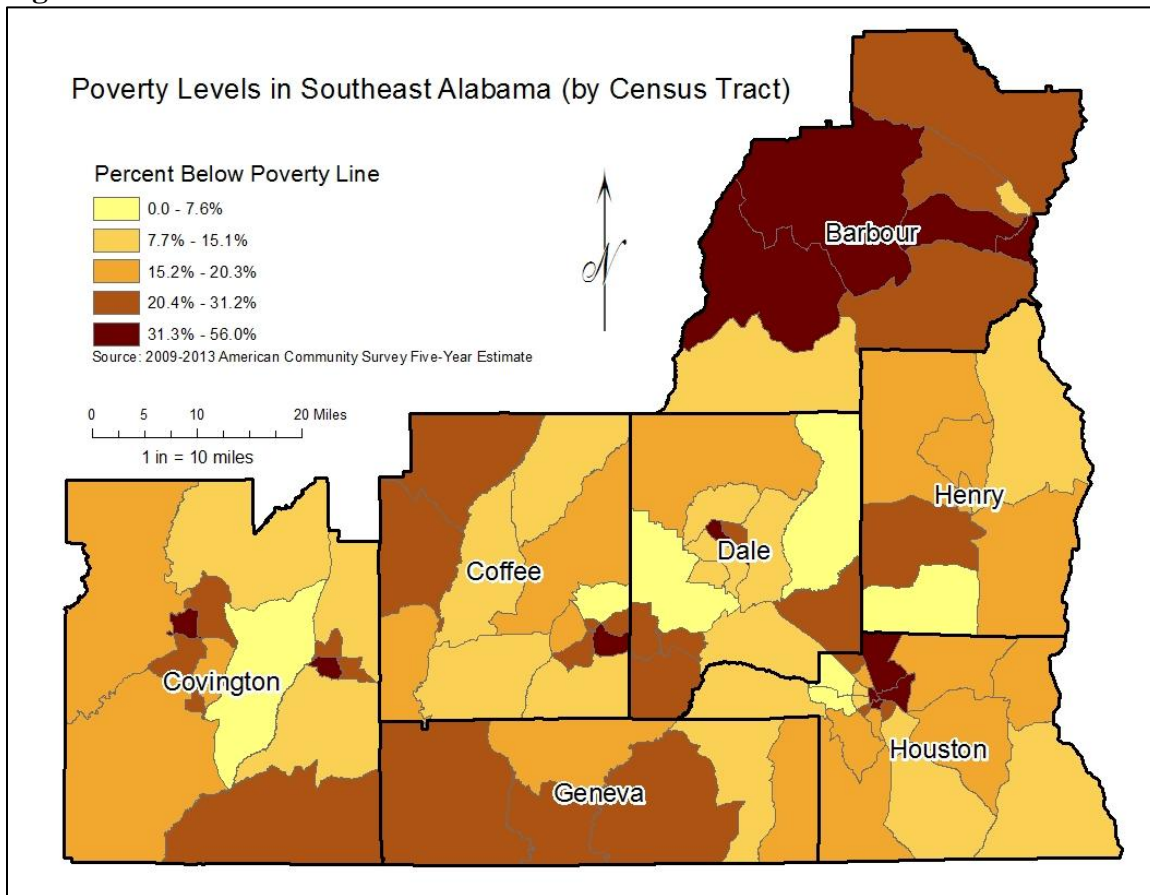 Poverty Levels in Southeast Alabama (by Census Tract)
Percent Below Poverty Line
0.0 - 7.6%
7.7% - 15.1%
15.2% - 20.3%
20.4% - 31.2%
31.3% - 56.0%
Source: 2009-2013 American Community Survey Five-Year Estimate
0 5 10 20 Miles
1 in = 10 miles
N
Barbour
Henry
Dale
Coffee
Covington
Houston
Geneva